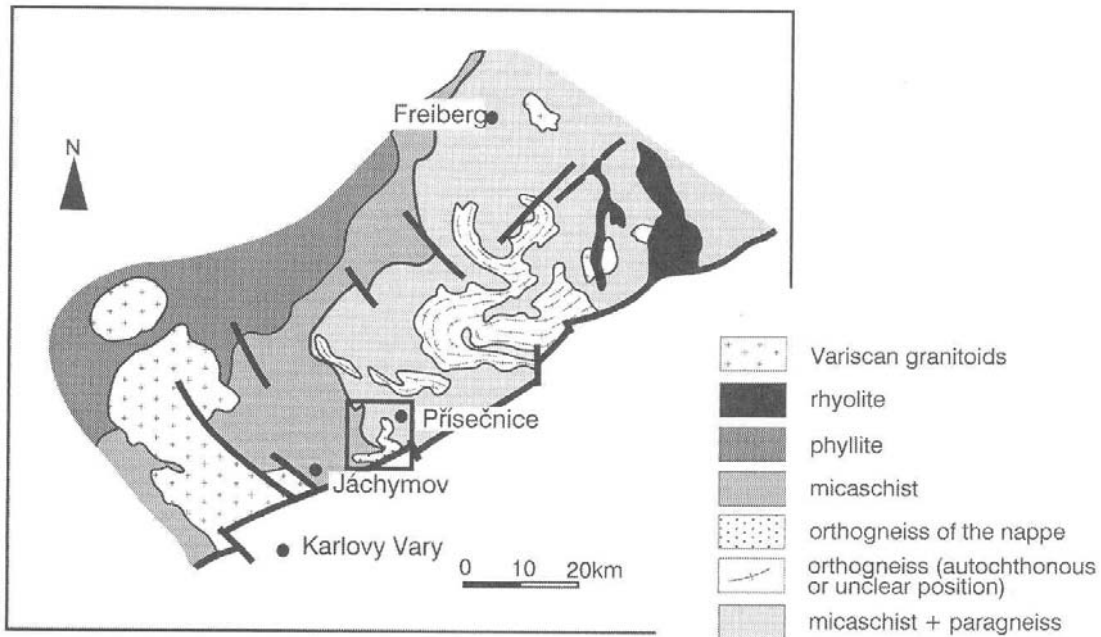 Freiberg
N
Přísečnice
Jáchymov
Karlovy Vary
0 10 20km
Variscan granitoids
rhyolite
phyllite
micaschist
orthogneiss of the nappe
orthogneiss (autochthonous
or unclear position)
micaschist + paragneiss